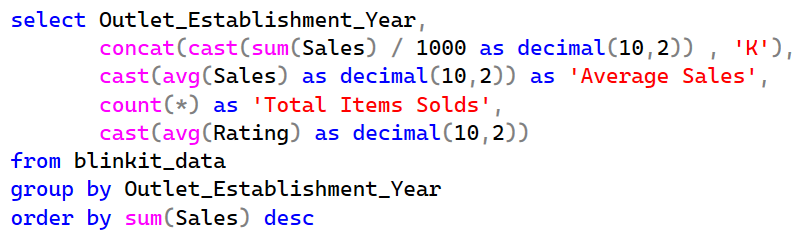 select Outlet_Establishment_Year,
concat(cast(sum(Sales) / 1000 as decimal(10,2)) , 'K'),
cast(avg(Sales) as decimal(10,2)) as 'Average Sales',
count(*) as 'Total Items Solds',
cast(avg(Rating) as decimal(10,2))
from blinkit_data
group by Outlet_Establishment_Year
order by sum(Sales) desc